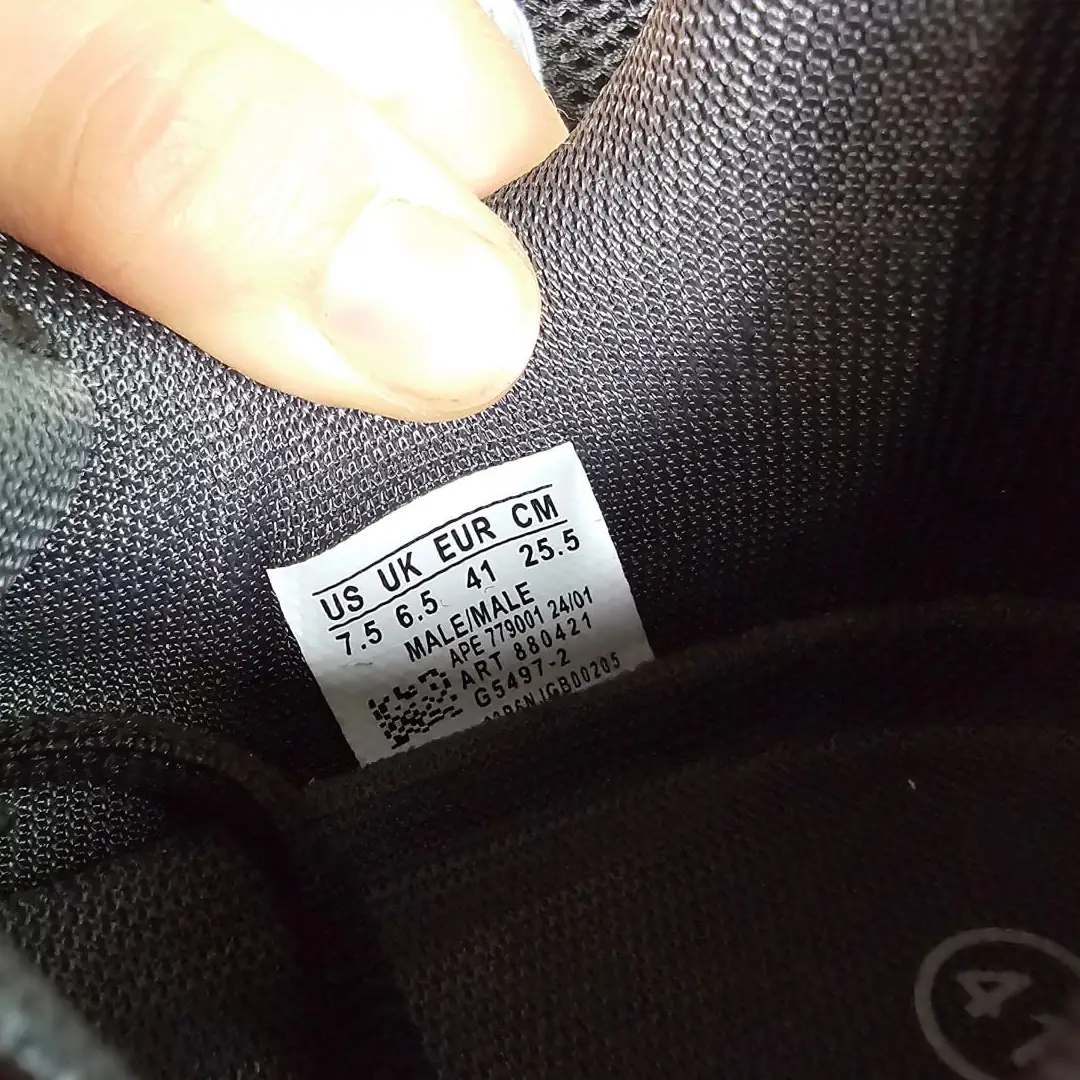 US UK EUR CM
7.5 6.5 41 25.5
MALE/MALE
APE 779001 24/01
ART 880421
G5497-2
4